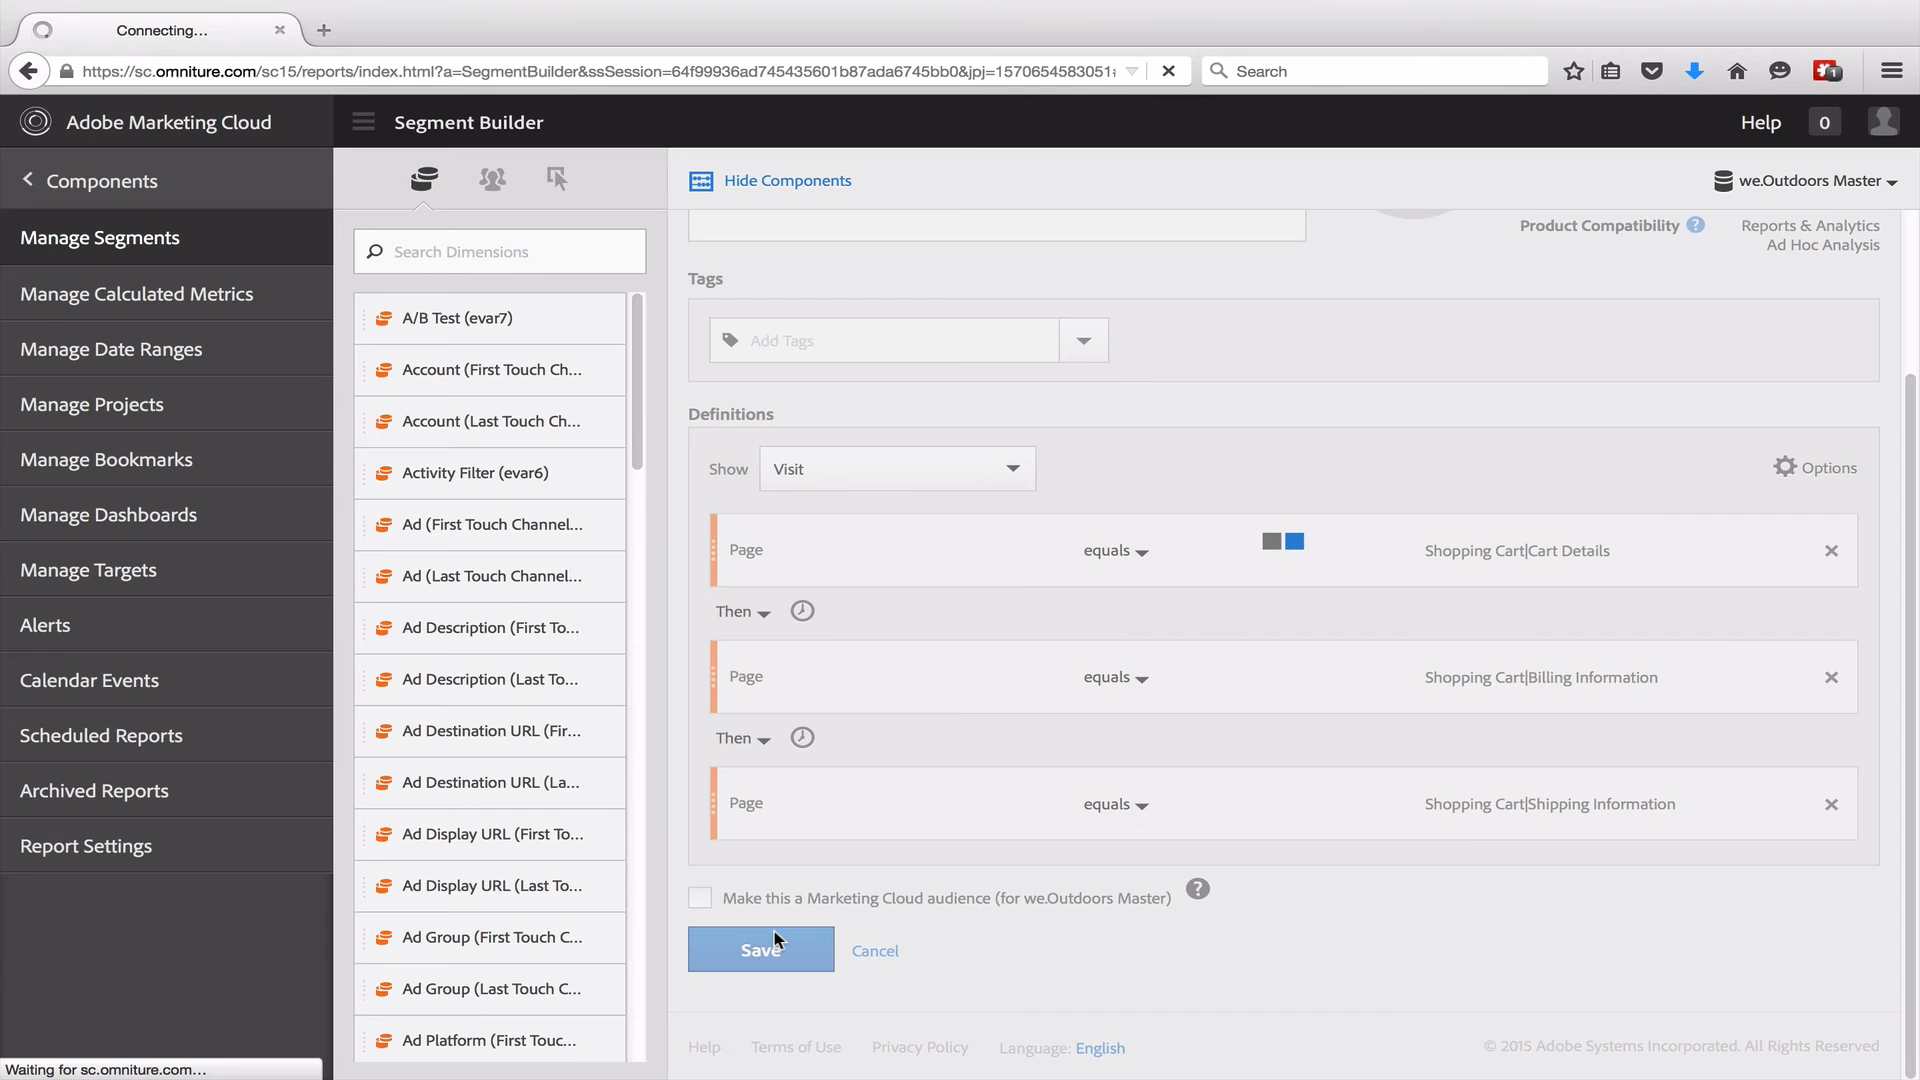 Connecting...
https://sc.omniture.com/sc15/reports/index.html?a=SegmentBuilder&ssSession=64f99936ad745435601b87ada6745bb0&jpj=1570654583051
Search
1
Adobe Marketing Cloud
Segment Builder
Help
0
Components
Hide Components
we.Outdoors Master
Manage Segments
Manage Calculated Metrics
Manage Date Ranges
Manage Projects
Manage Bookmarks
Manage Dashboards
Manage Targets
Alerts
Calendar Events
Scheduled Reports
Archived Reports
Report Settings
Search Dimensions
A/B Test (evar7)
Account (First Touch Ch...
Account (Last Touch Ch...
Activity Filter (evar6)
Ad (First Touch Channel...
Ad (Last Touch Channel...
Ad Description (First To...
Ad Description (Last To...
Ad Destination URL (Fir...
Ad Destination URL (La...
Ad Display URL (First To...
Ad Display URL (Last To...
Ad Group (First Touch C...
Ad Group (Last Touch C...
Ad Platform (First Touc...
Product Compatibility ?
Reports & Analytics
Ad Hoc Analysis
Tags
Add Tags
Definitions
Show Visit
Options
Page equals Shopping Cart|Cart Details
Then
Page equals Shopping Cart|Billing Information
Then
Page equals Shopping Cart|Shipping Information
Make this a Marketing Cloud audience (for we.Outdoors Master) ?
Save Cancel
Help Terms of Use Privacy Policy Language: English
© 2015 Adobe Systems Incorporated. All Rights Reserved
Waiting for sc.omniture.com...